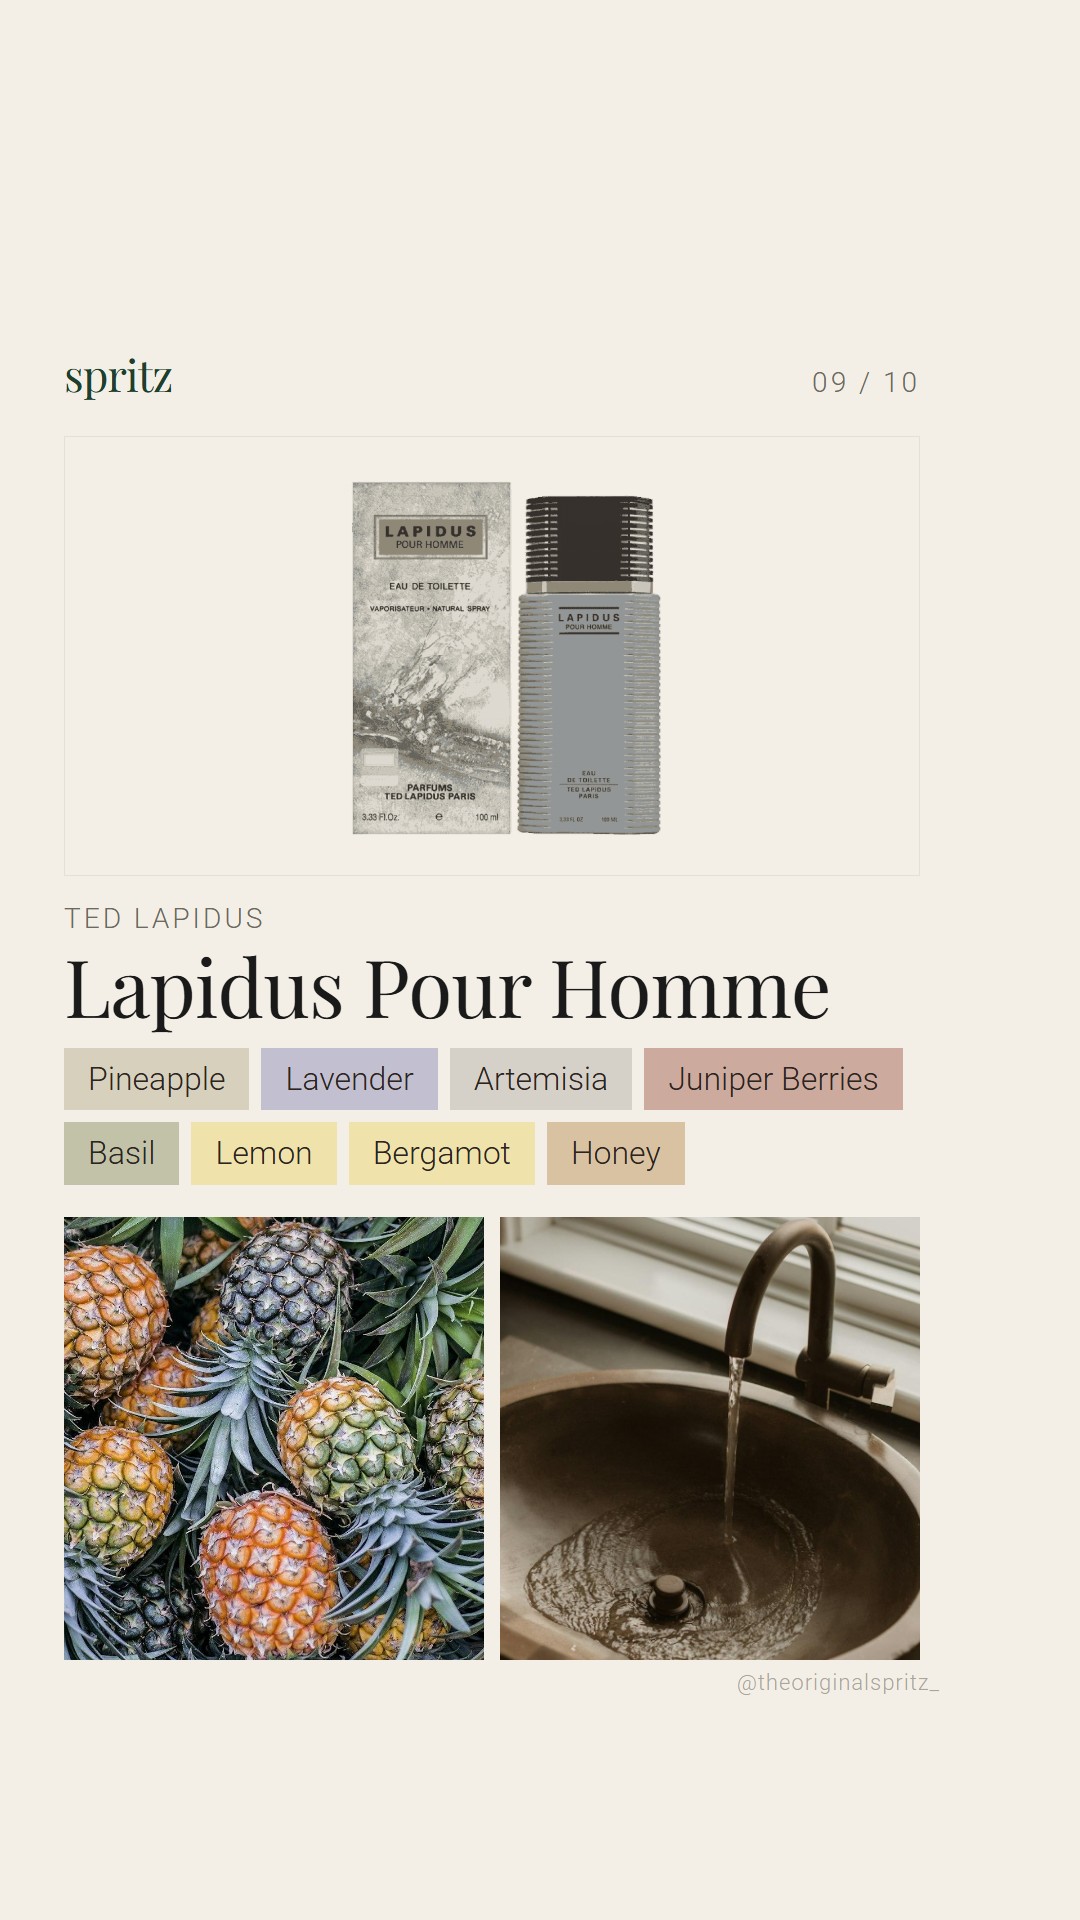 spritz
09 / 10
LAPIDUS
POUR HOMME
EAU DE TOILETTE
VAPORISATEUR • NATURAL SPRAY
PARFUMS
TED LAPIDUS PARIS
3.33 Fl.Oz. e 100 ml
LAPIDUS
POUR HOMME
EAU
DE TOILETTE
TED LAPIDUS
PARIS
TED LAPIDUS
Lapidus Pour Homme
Pineapple Lavender Artemisia Juniper Berries
Basil Lemon Bergamot Honey
@theoriginalspritz_